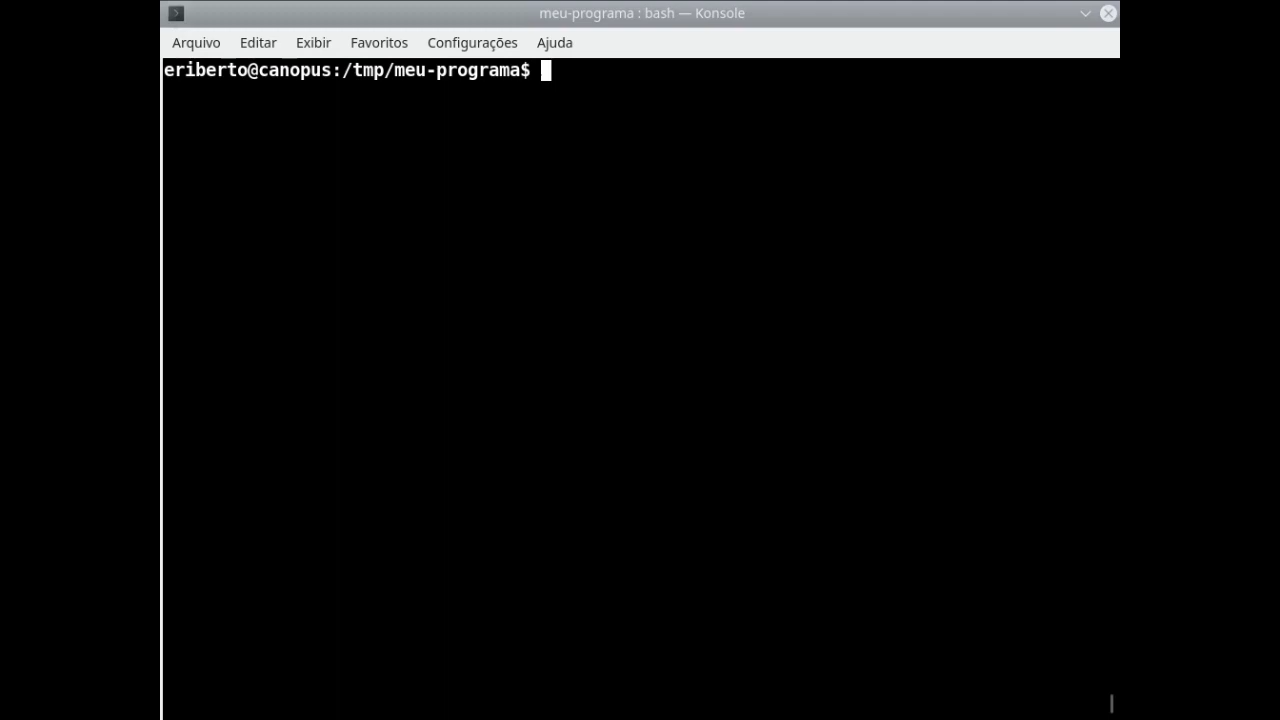 meu-programa : bash — Konsole
Arquivo Editar Exibir Favoritos Configurações Ajuda
eriberto@canopus:/tmp/meu-programa$